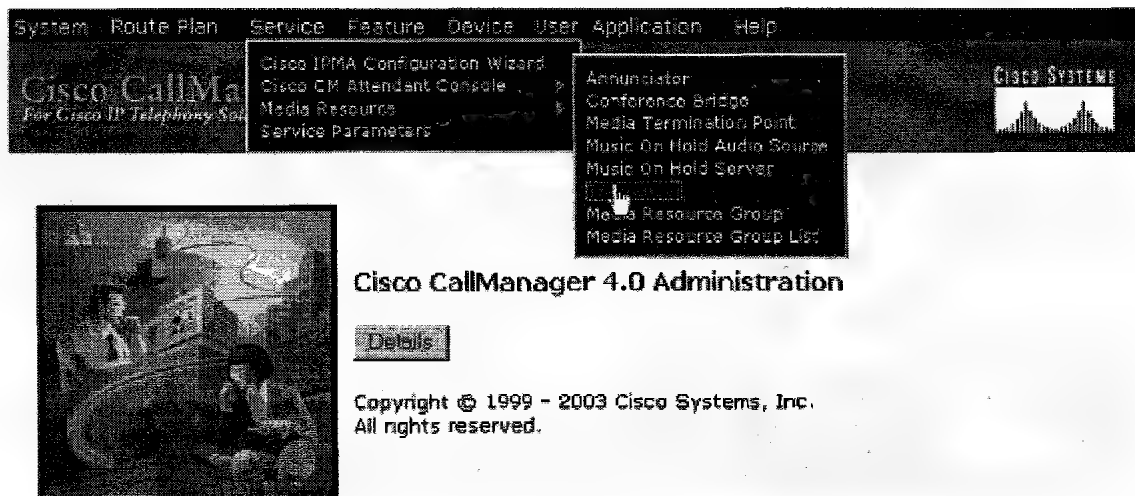 System Route Plan Service Feature Device User Application Help
Cisco CallMa
For Cisco IP Telephony Sol
Cisco IPMA Configuration Wizard
Cisco CM Attendant Console
Media Resource
Service Parameters
Annunciator
Conference Bridge
Media Termination Point
Music On Hold Audio Source
Music On Hold Server
Media Resource Group
Media Resource Group List
CISCO SYSTEMS
Cisco CallManager 4.0 Administration
Details
Copyright © 1999 - 2003 Cisco Systems, Inc.
All rights reserved.